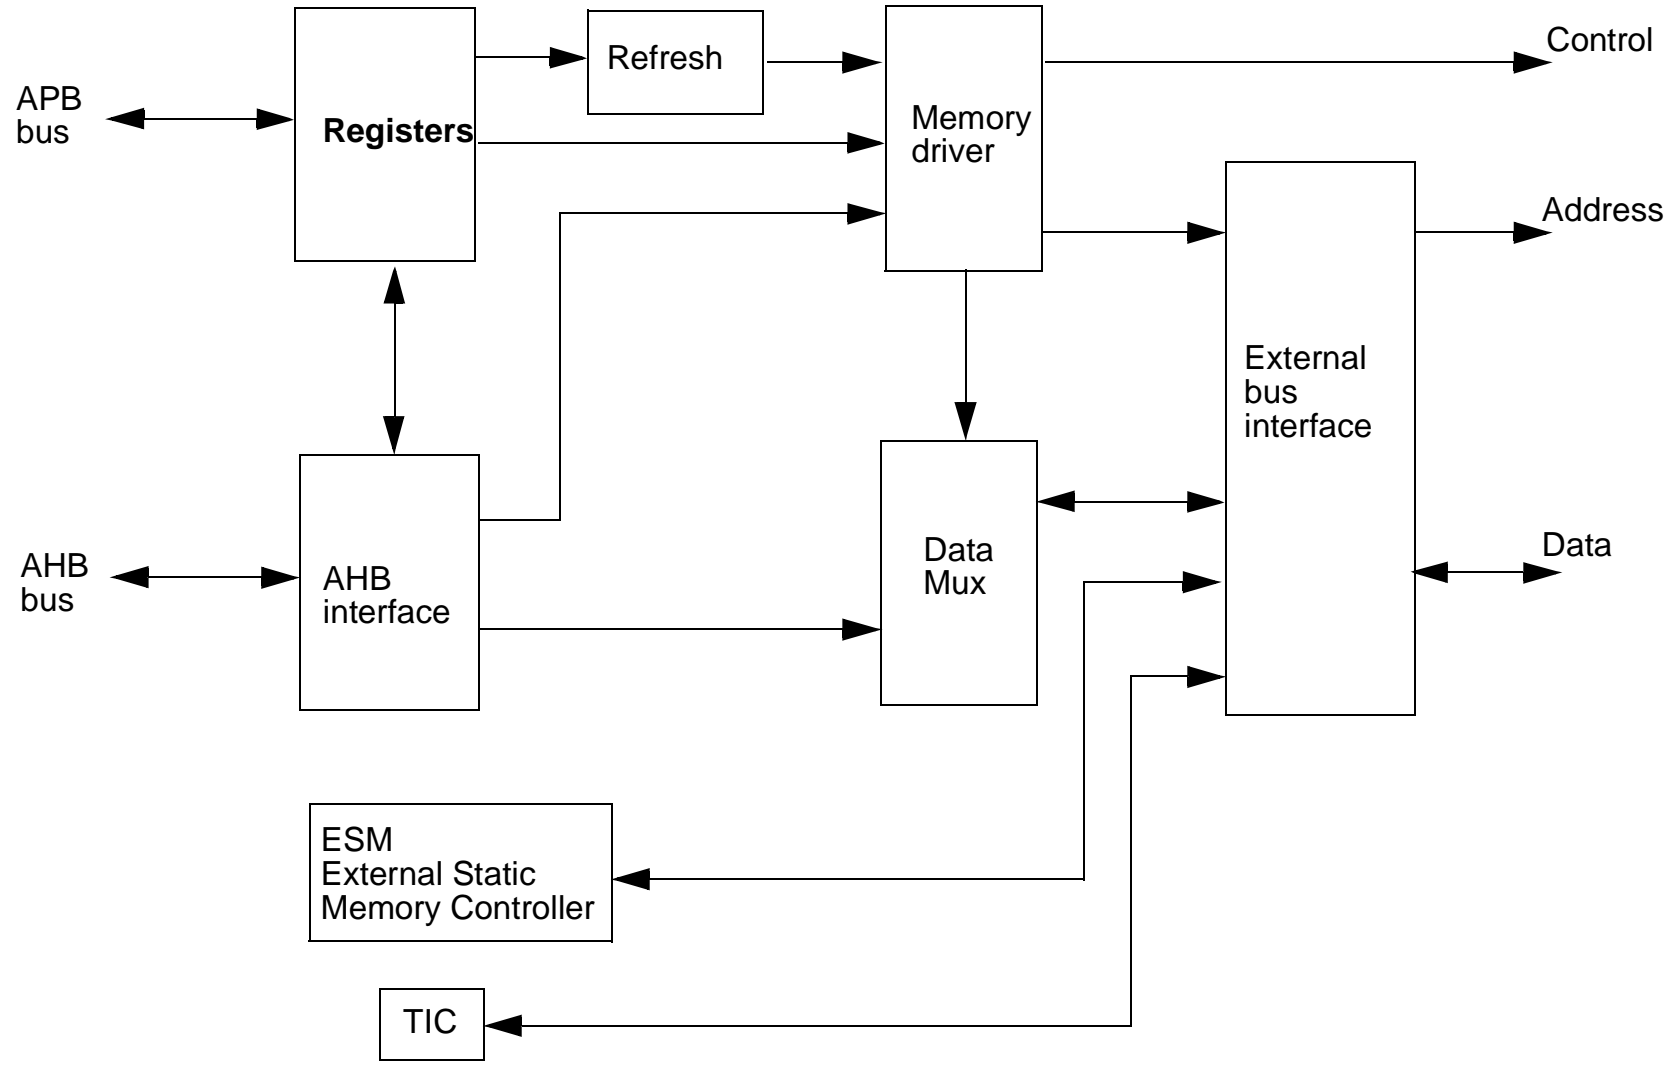 Control
Refresh
APB
bus
Registers
Memory
driver
Address
External
bus
interface
Data
Mux
Data
AHB
bus
AHB
interface
ESM
External Static
Memory Controller
TIC